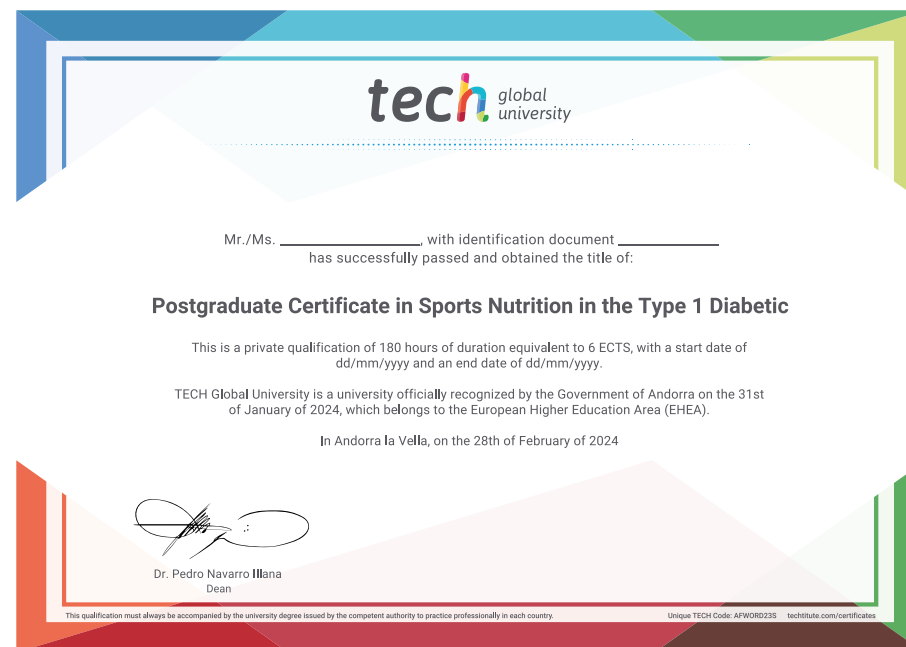 tech global
university
Mr./Ms. ____________________, with identification document ______________
has successfully passed and obtained the title of:
Postgraduate Certificate in Sports Nutrition in the Type 1 Diabetic
This is a private qualification of 180 hours of duration equivalent to 6 ECTS, with a start date of
dd/mm/yyyy and an end date of dd/mm/yyyy.
TECH Global University is a university officially recognized by the Government of Andorra on the 31st
of January of 2024, which belongs to the European Higher Education Area (EHEA).
In Andorra la Vella, on the 28th of February of 2024
Dr. Pedro Navarro Illana
Dean
This qualification must always be accompanied by the university degree issued by the competent authority to practice professionally in each country.
Unique TECH Code: AFWORD23S techtitute.com/certificates